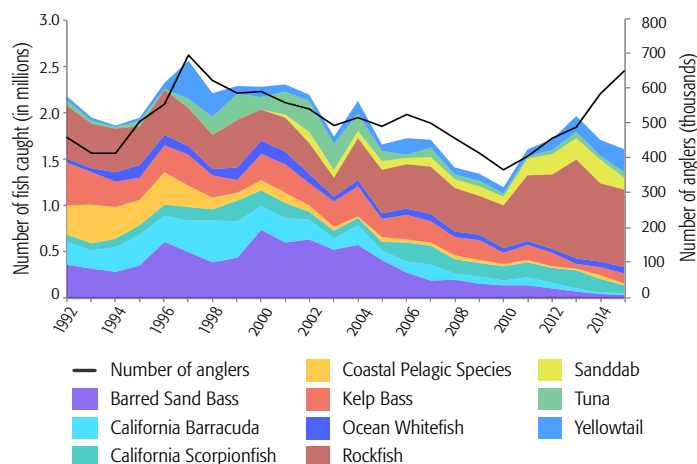 Number of fish caught (in millions)
3.0
2.5
2.0
1.5
1.0
0.5
0
800
700
600
500
400
300
200
100
0
Number of anglers (thousands)
1992
1994
1996
1998
2000
2002
2004
2006
2008
2010
2012
2014
Number of anglers
Barred Sand Bass
California Barracuda
California Scorpionfish
Coastal Pelagic Species
Kelp Bass
Ocean Whitefish
Rockfish
Sanddab
Tuna
Yellowtail